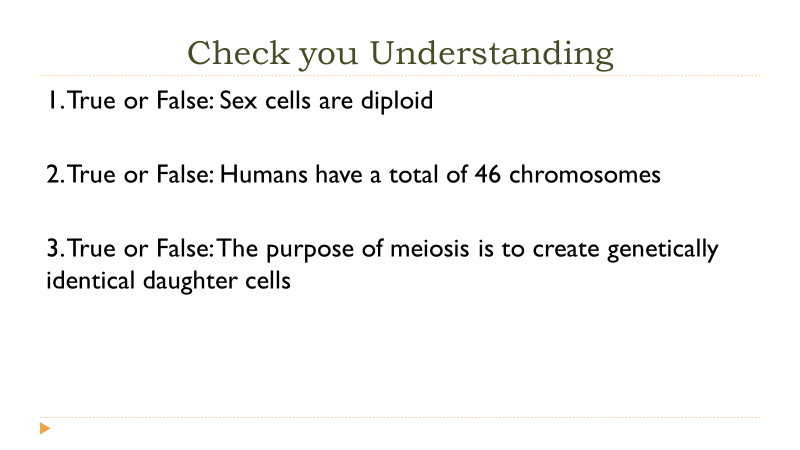 Check you Understanding
1. True or False: Sex cells are diploid
2. True or False: Humans have a total of 46 chromosomes
3. True or False: The purpose of meiosis is to create genetically
identical daughter cells